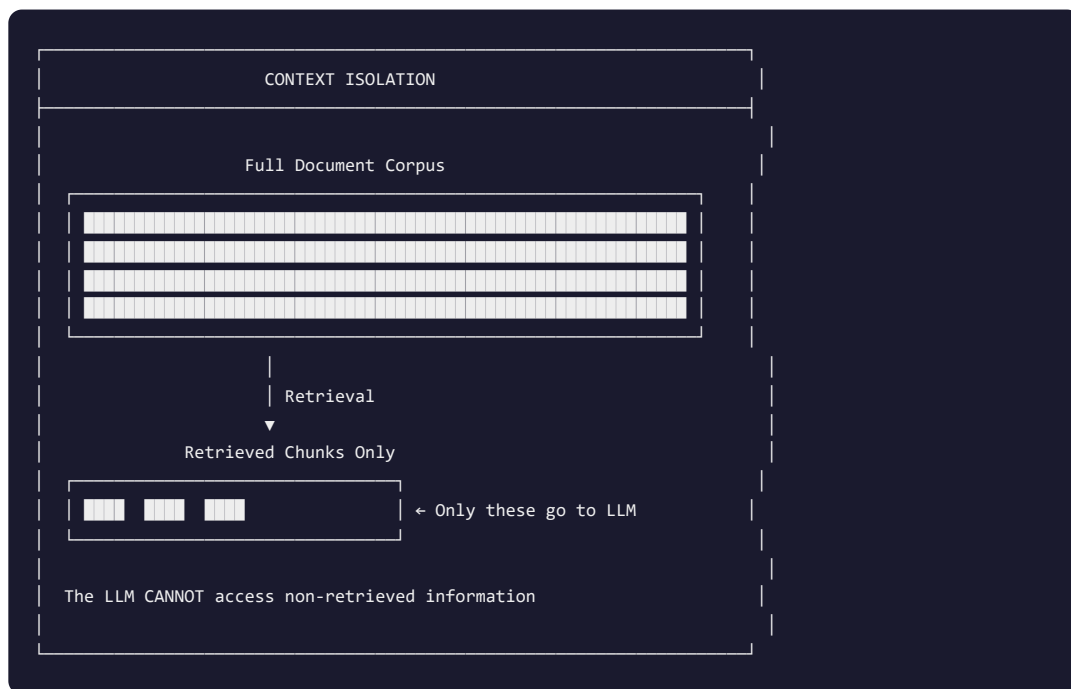 CONTEXT ISOLATION
Full Document Corpus
Retrieval
Retrieved Chunks Only
← Only these go to LLM
The LLM CANNOT access non-retrieved information